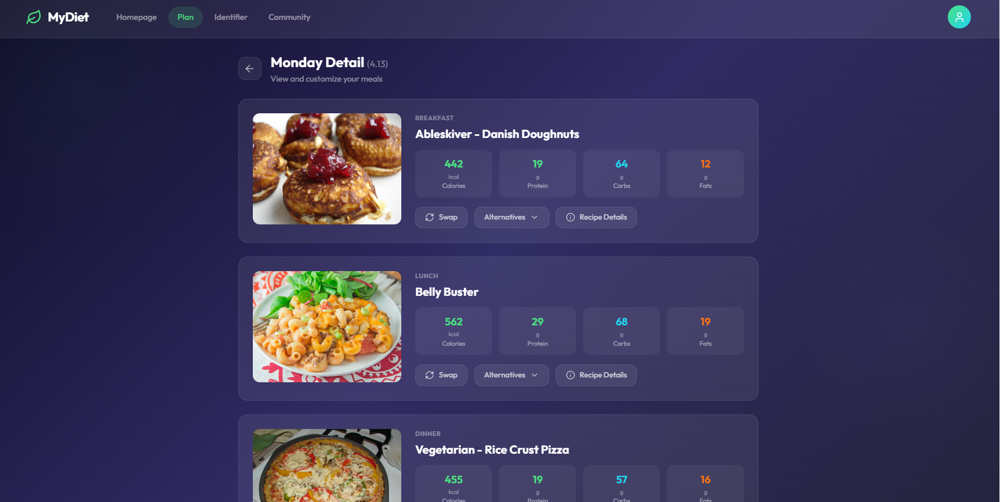 MyDiet
Homepage
Plan
Identifier
Community
Monday Detail (4.13)
View and customize your meals
BREAKFAST
Ableskiver - Danish Doughnuts
442 19 64 12
kcal g g g
Calories Protein Carbs Fats
Swap Alternatives Recipe Details
LUNCH
Belly Buster
562 29 68 19
kcal g g g
Calories Protein Carbs Fats
Swap Alternatives Recipe Details
DINNER
Vegetarian - Rice Crust Pizza
455 19 57 16
kcal g g g
Calories Protein Carbs Fats